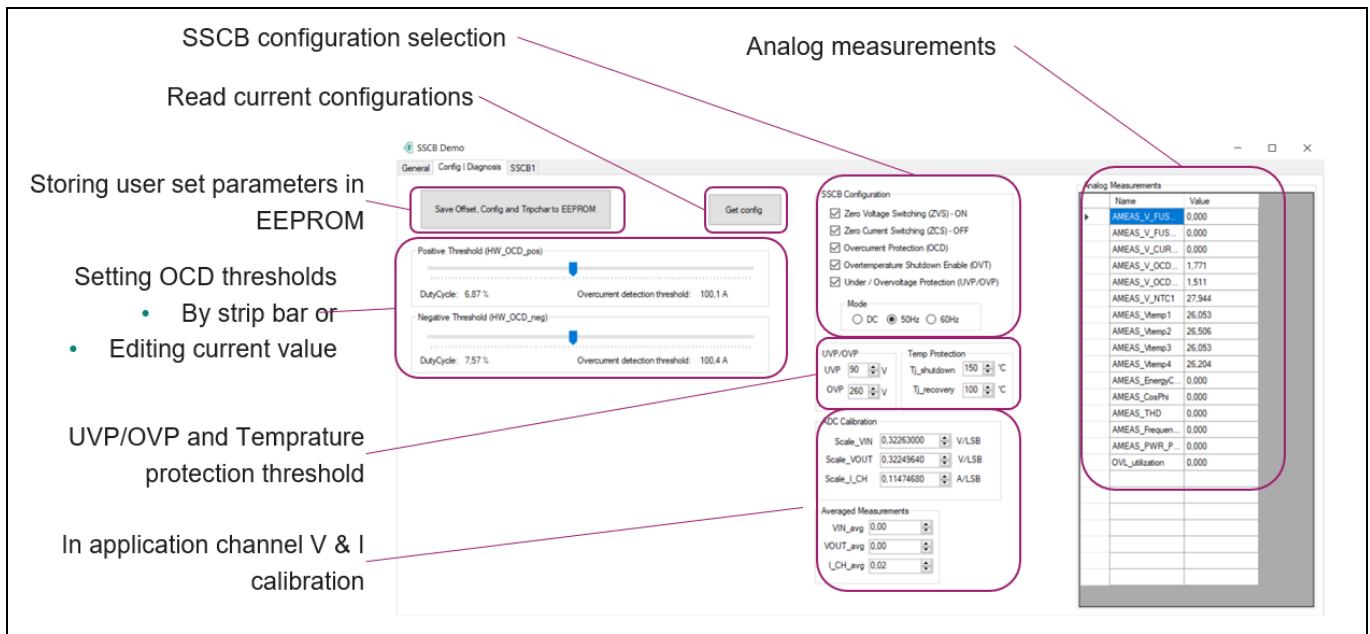 SSCB configuration selection
Analog measurements
Read current configurations
Storing user set parameters in
EEPROM
Setting OCD thresholds
• By strip bar or
• Editing current value
UVP/OVP and Temprature
protection threshold
In application channel V & I
calibration
SSCB Demo
General Config | Diagnosis SSCB1
Save Offset, Config and Tripchar to EEPROM
Get config
Positive Threshold (HW_OCD_pos)
DutyCycle: 6,87 % Overcurrent detection threshold: 100,1 A
Negative Threshold (HW_OCD_neg)
DutyCycle: 7,57 % Overcurrent detection threshold: 100,4 A
SSCB Configuration
Zero Voltage Switching (ZVS) - ON
Zero Current Switching (ZCS) - OFF
Overcurrent Protection (OCD)
Overtemperature Shutdown Enable (OVT)
Under / Overvoltage Protection (UVP/OVP)
Mode
DC 50Hz 60Hz
UVP/OVP
UVP 90 V
OVP 260 V
Temp Protection
Tj_shutdown 150 °C
Tj_recovery 100 °C
ADC Calibration
Scale_VIN 0,32263000 V/LSB
Scale_VOUT 0,32249640 V/LSB
Scale_I_CH 0,11474680 A/LSB
Averaged Measurements
VIN_avg 0,00
VOUT_avg 0,00
I_CH_avg 0,02
Analog Measurements
Name Value
AMEAS_V_FUS... 0,000
AMEAS_V_FUS... 0,000
AMEAS_V_CUR... 0,000
AMEAS_V_OCD... 1,771
AMEAS_V_OCD... 1,511
AMEAS_V_NTC1 27,944
AMEAS_Vtemp1 26,053
AMEAS_Vtemp2 26,506
AMEAS_Vtemp3 26,053
AMEAS_Vtemp4 26,204
AMEAS_EnergyC... 0,000
AMEAS_CosPhi 0,000
AMEAS_THD 0,000
AMEAS_Frequen... 0,000
AMEAS_PWR_P... 0,000
OVL_utilization 0,000